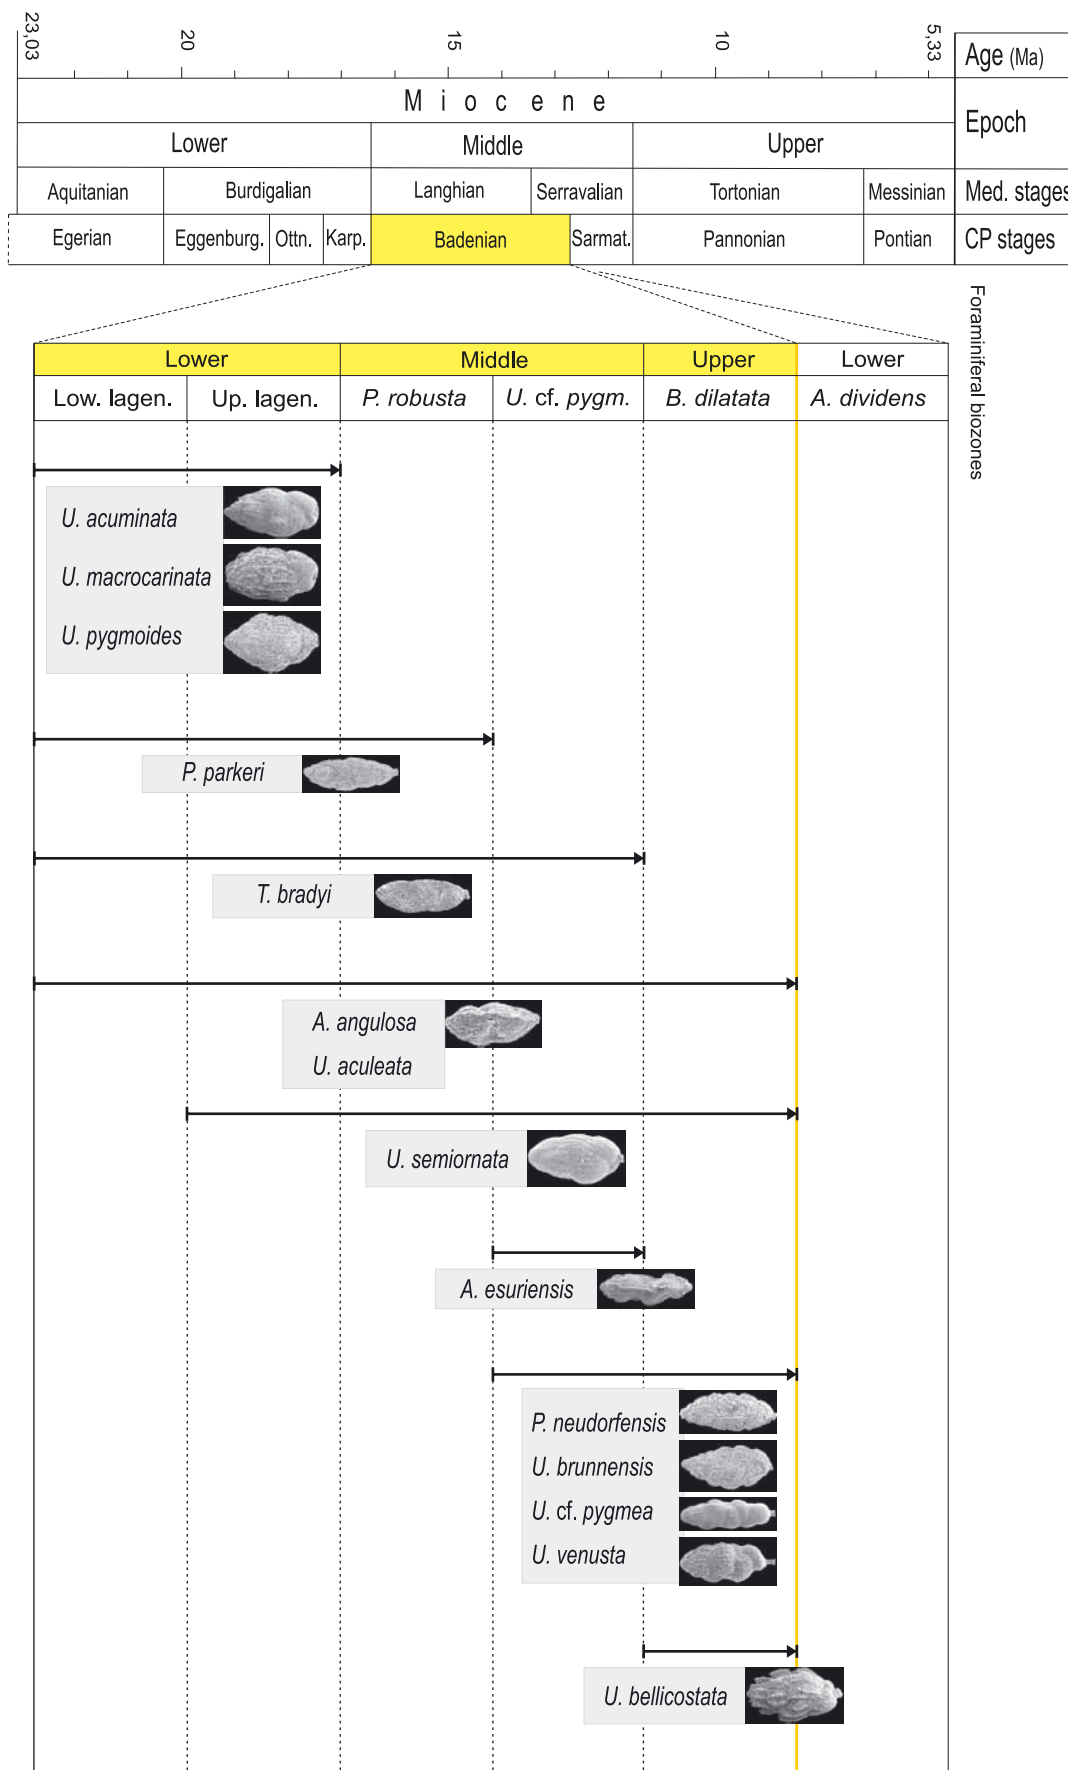 23,03 20 15 10 5,33 Age (Ma)
Miocene Epoch
Lower Middle Upper
Aquitanian Burdigalian Langhian Serravalian Tortonian Messinian Med. stages
Egerian Eggenburg. Ottn. Karp. Badenian Sarmat. Pannonian Pontian CP stages
Foraminiferal biozones
Lower Middle Upper Lower
Low. lagen. Up. lagen. P. robusta U. cf. pygm. B. dilatata A. dividens
U. acuminata
U. macrocarinata
U. pygmoides
P. parkeri
T. bradyi
A. angulosa
U. aculeata
U. semiornata
A. esuriensis
P. neudorfensis
U. brunnensis
U. cf. pygmea
U. venusta
U. bellicostata